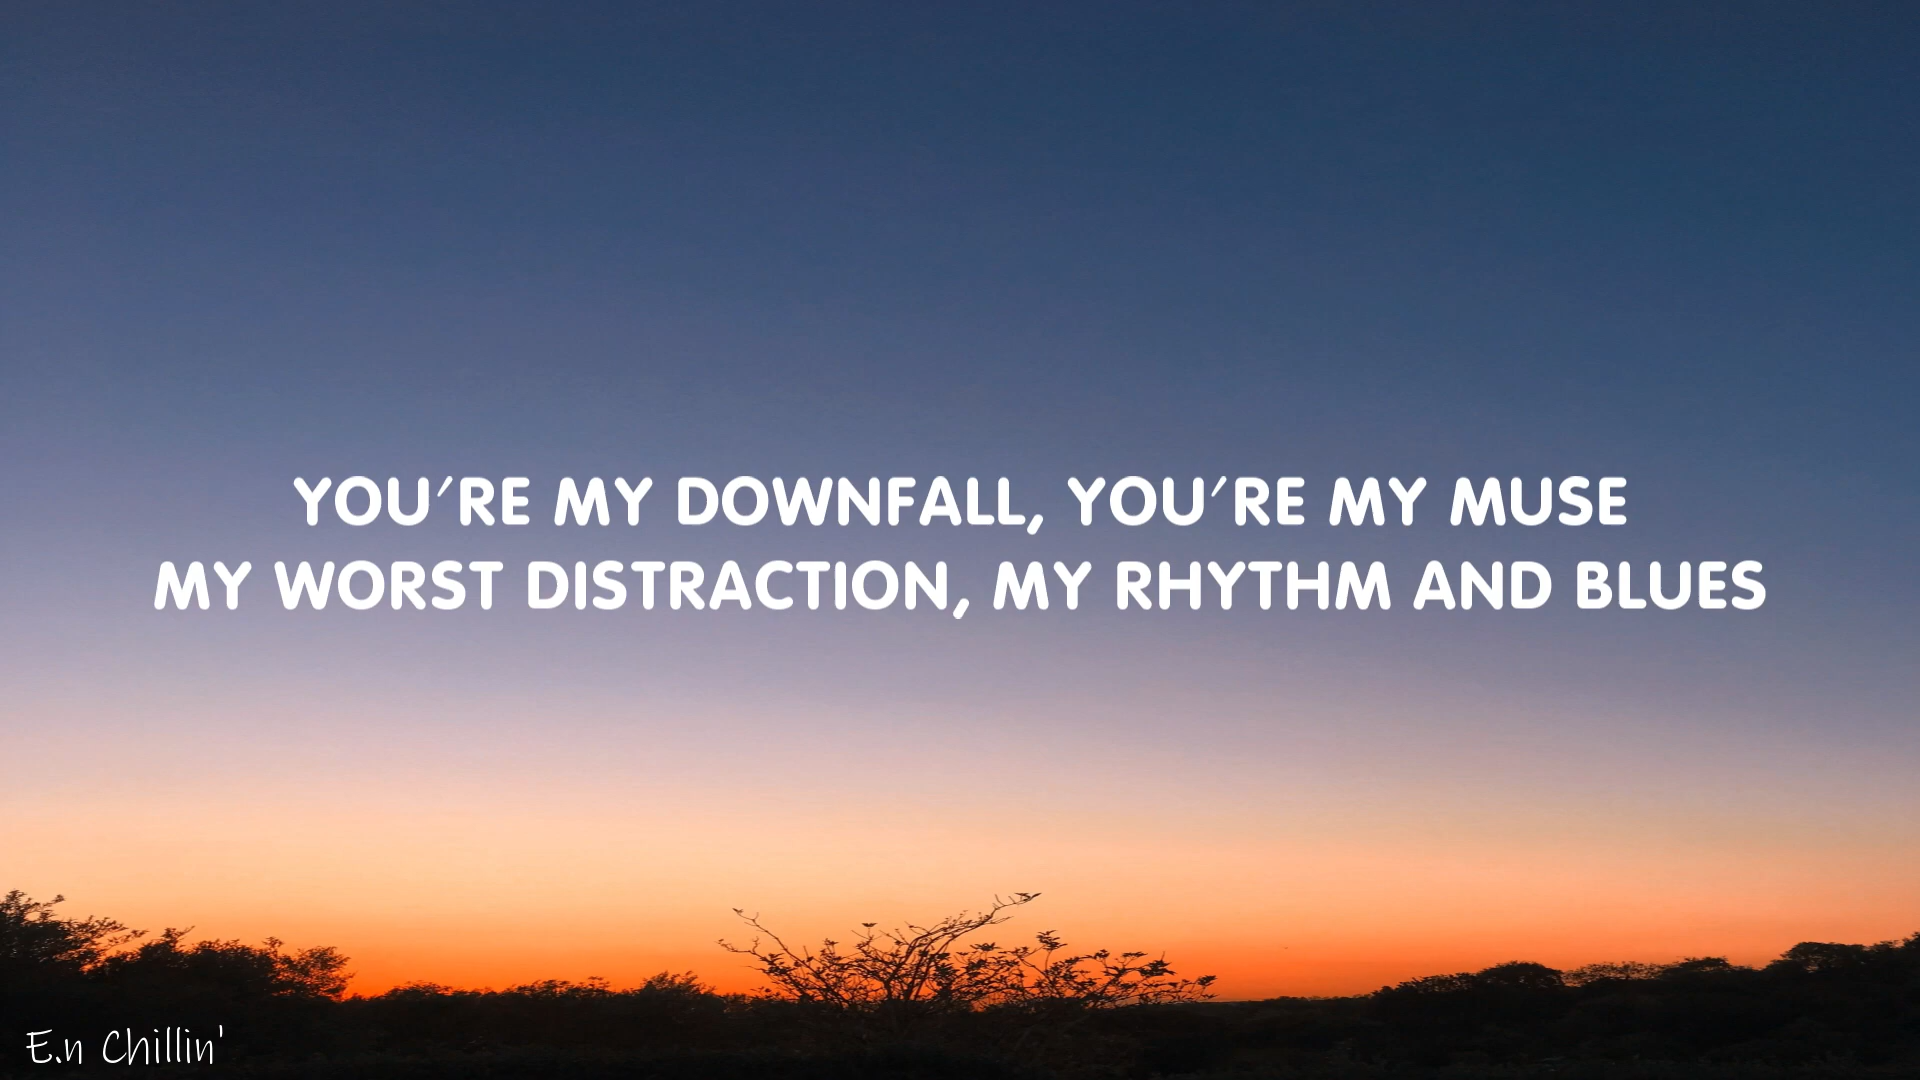 YOU'RE MY DOWNFALL, YOU'RE MY MUSE
MY WORST DISTRACTION, MY RHYTHM AND BLUES
E.n Chillin'